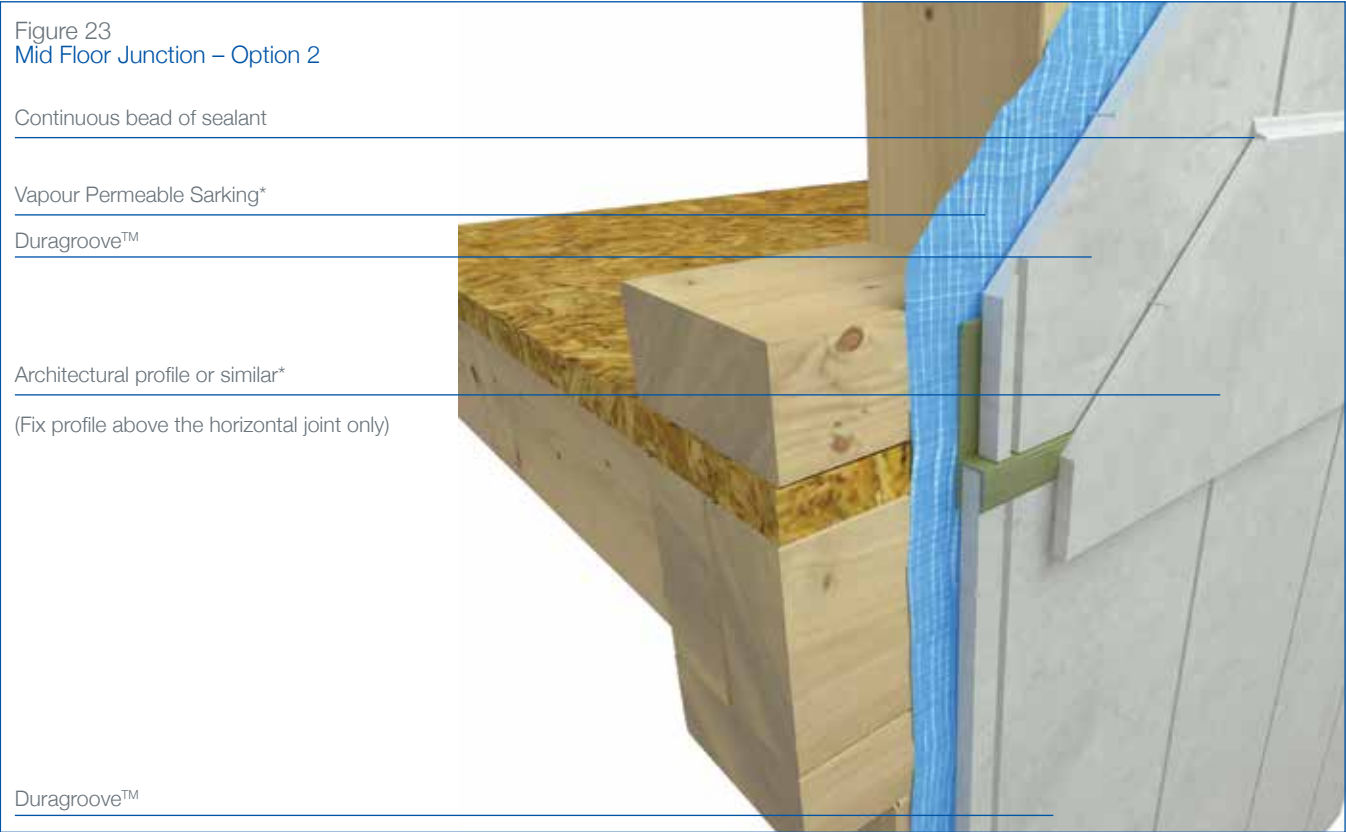 Figure 23
Mid Floor Junction – Option 2
Continuous bead of sealant
Vapour Permeable Sarking*
Duragroove™
Architectural profile or similar*
(Fix profile above the horizontal joint only)
Duragroove™